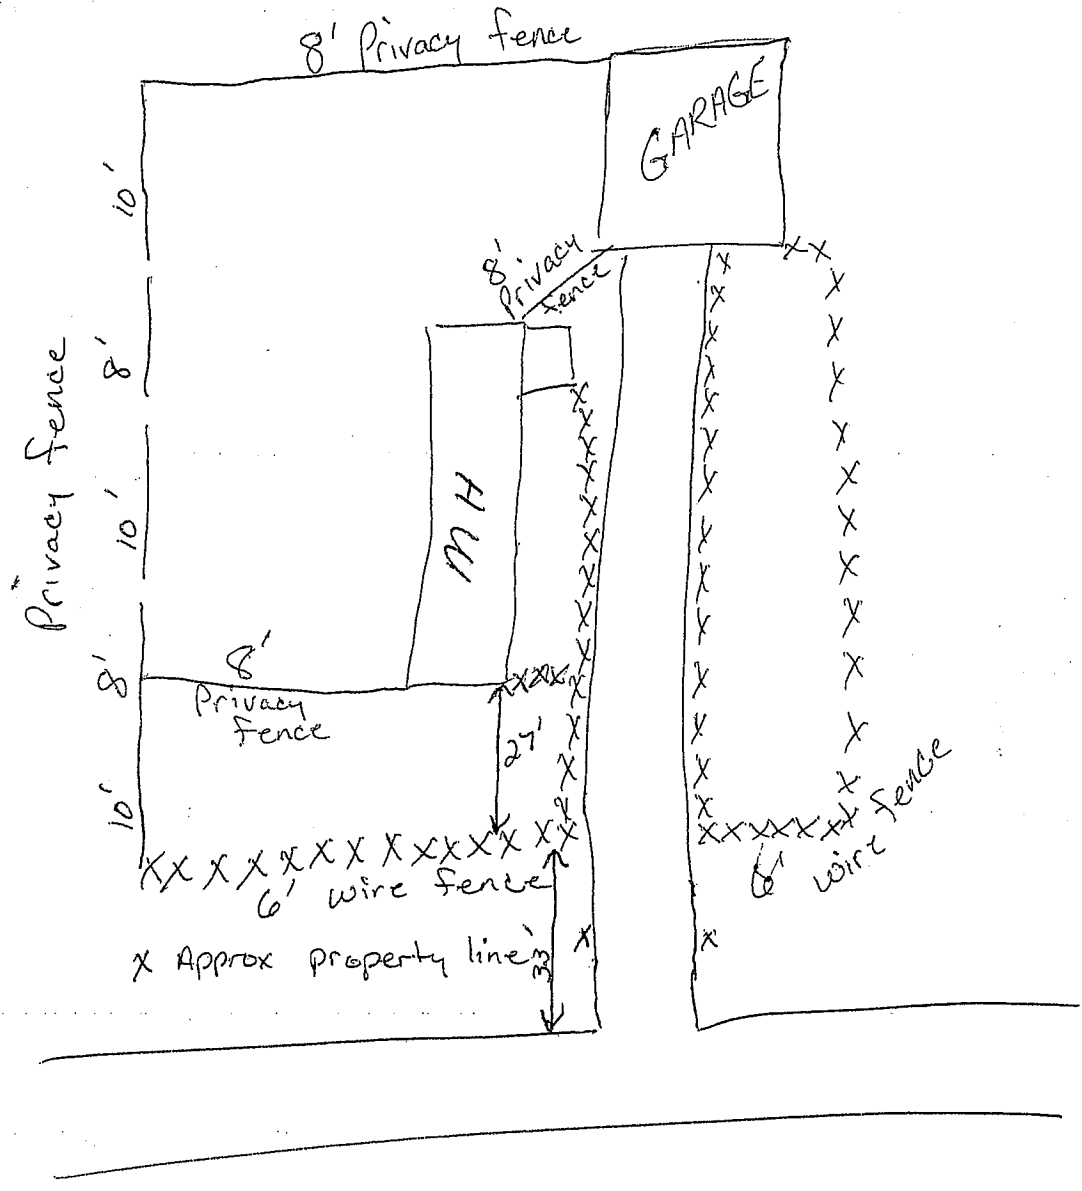 8' Privacy fence
GARAGE
10'
8'
Privacy
fence
8'
Privacy fence
MH
10'
8'
8'
Privacy
fence
27'
10'
6' wire fence
6' wire fence
x Approx property line
33'